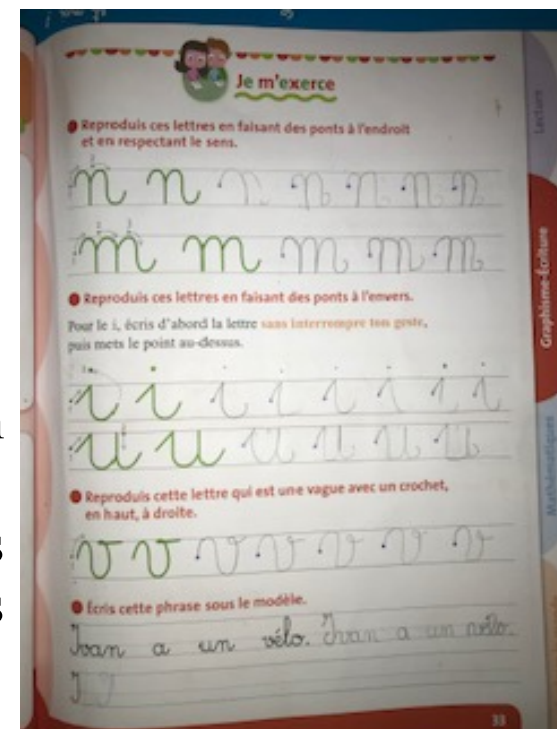 Je m'exerce
Reproduis ces lettres en faisant des ponts à l'endroit
et en respectant le sens.
n n n n n n n
m m m m m
Reproduis ces lettres en faisant des ponts à l'envers.
Pour le i, écris d'abord la lettre sans interrompre ton geste,
puis mets le point au-dessus.
i i i i i i i i
u u u u u u
Reproduis cette lettre qui est une vague avec un crochet,
en haut, à droite.
v v v v v v v
Écris cette phrase sous le modèle.
Ivan a un vélo. Ivan a un vélo.
I
33
Lecture
Graphisme-Écriture
Mathématiques